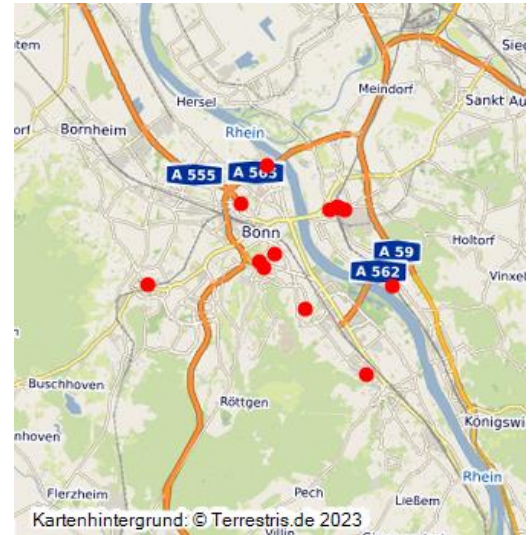 Sieg
Meindorf
Hersel
Sankt Au
Bornheim
Rhein
A 555
A 565
Bonn
A 59
Holtorf
A 562
Vinxel
Buschhoven
Röttgen
Königswi
nhoven
Rhein
Flerzheim
Pech
Ließem
Kartenhintergrund: © Terrestris.de 2023